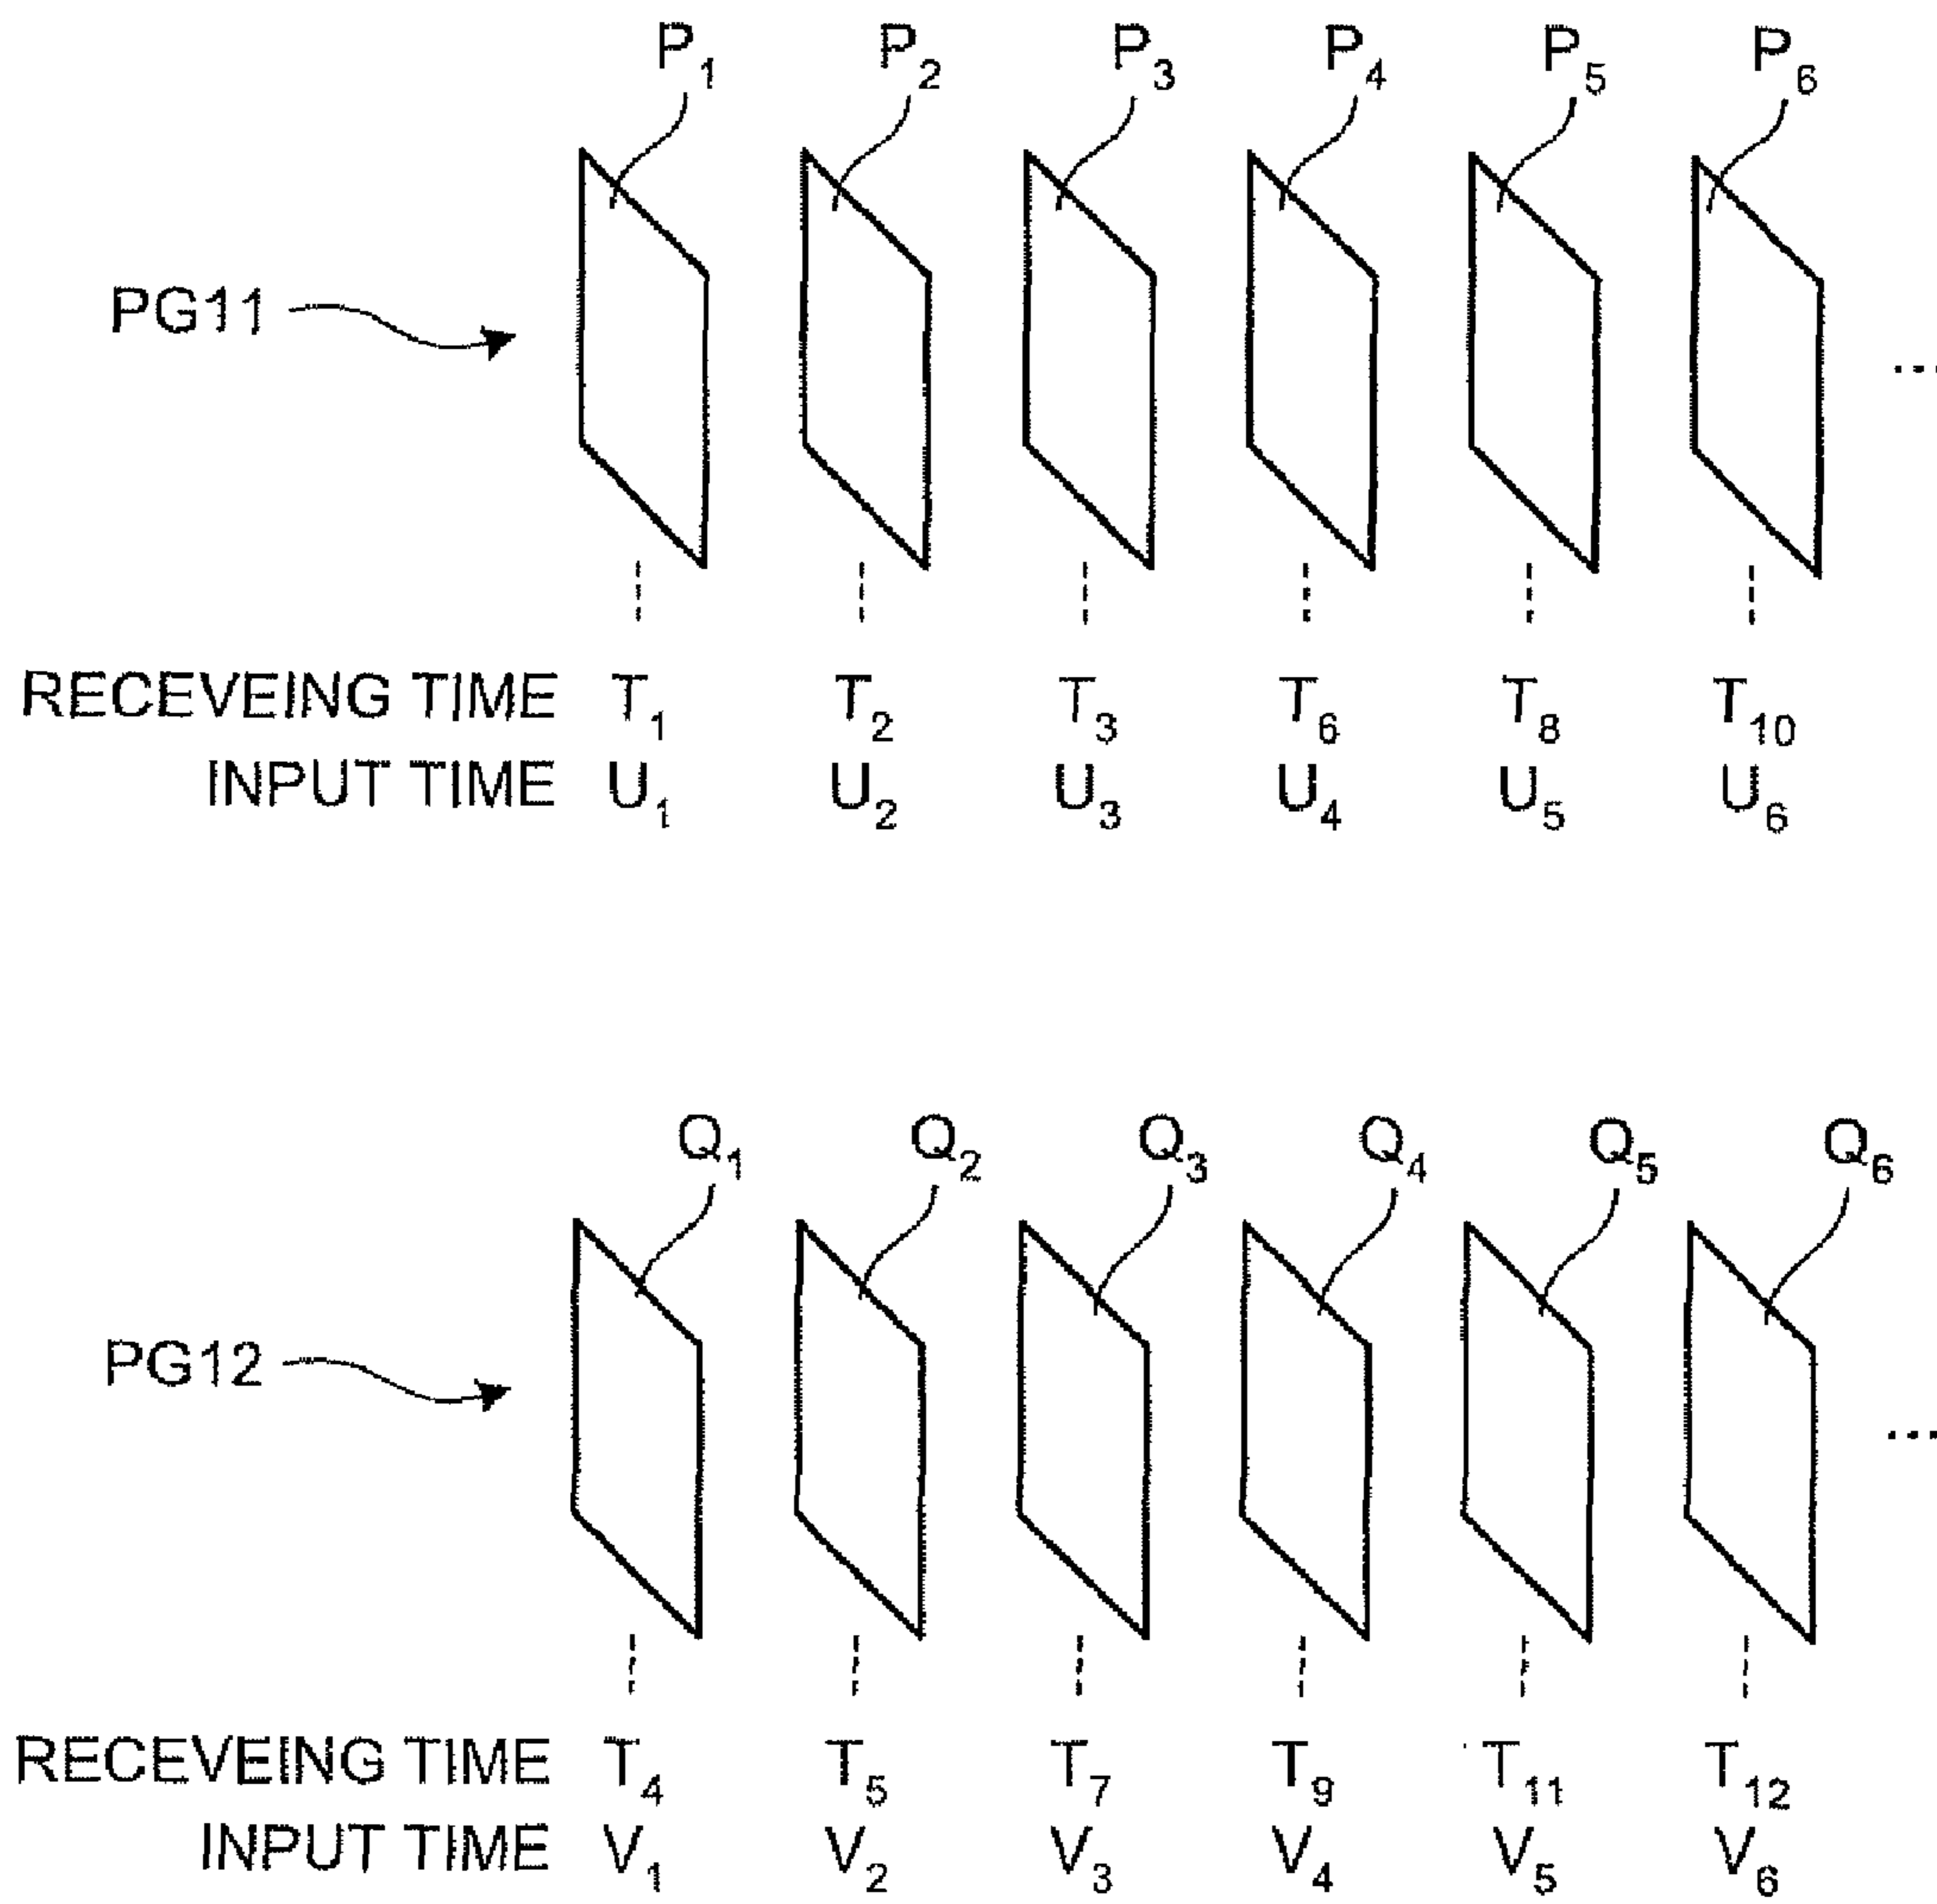 P1 P2 P3 P4 P5 P6
PG11
...
RECEVEING TIME T1 T2 T3 T6 T8 T10
INPUT TIME U1 U2 U3 U4 U5 U6
Q1 Q2 Q3 Q4 Q5 Q6
PG12
...
RECEVEING TIME T4 T5 T7 T9 T11 T12
INPUT TIME V1 V2 V3 V4 V5 V6